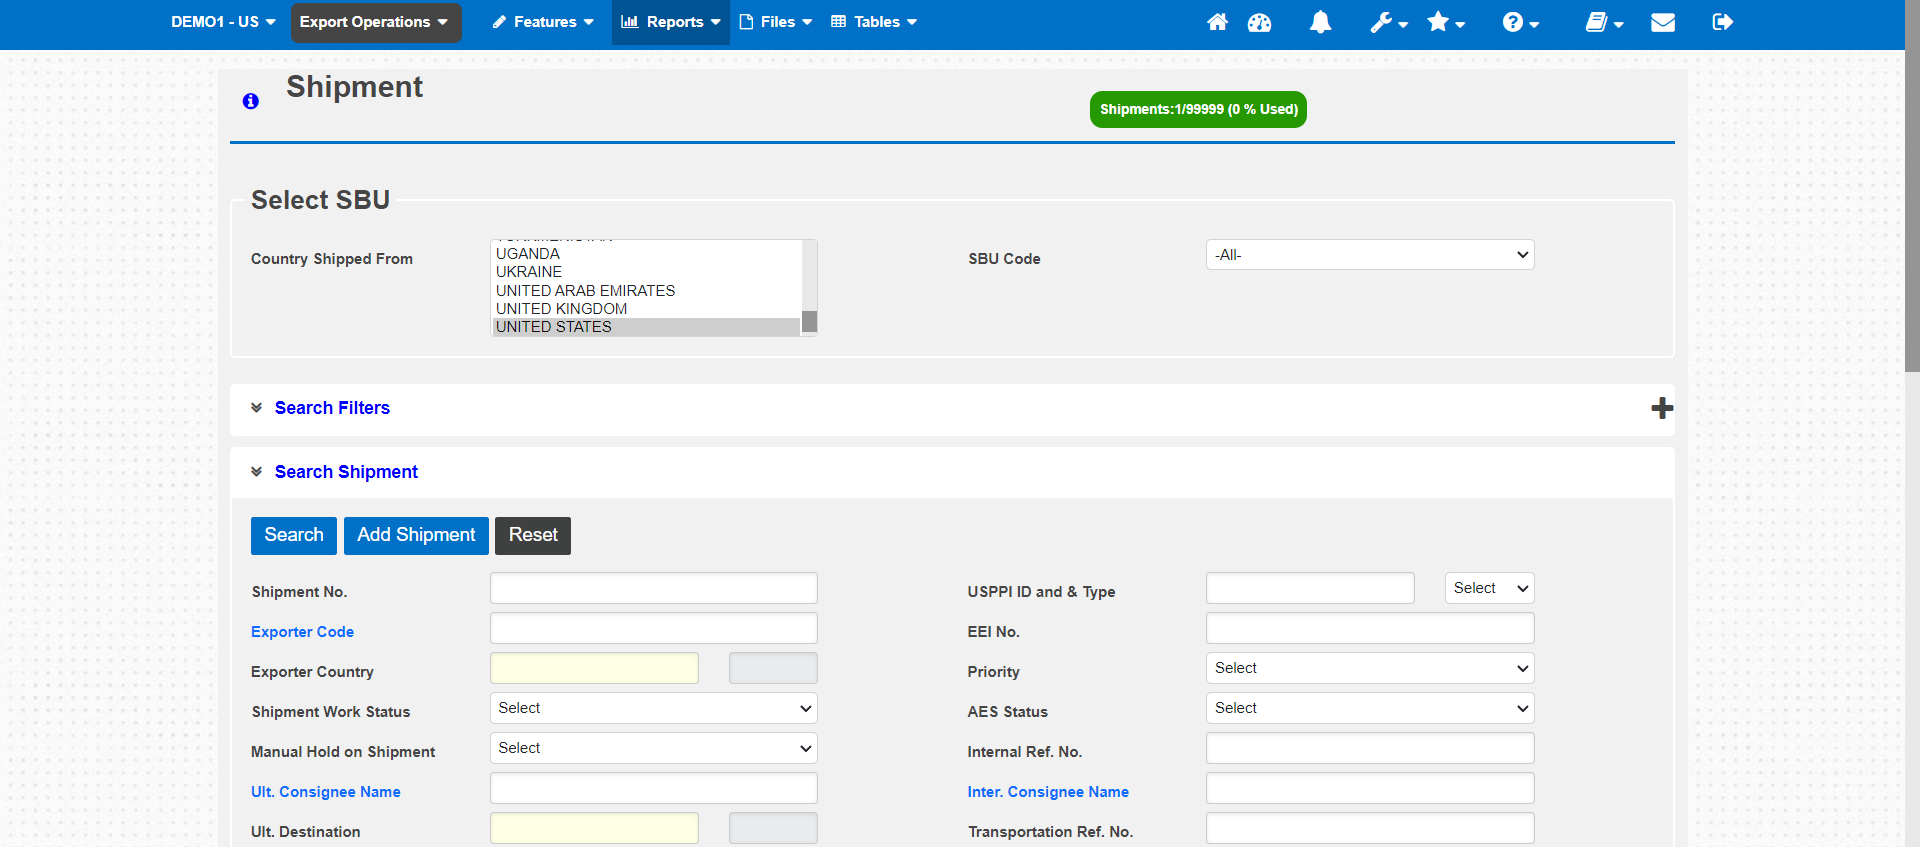 DEMO1 - US Export Operations Features Reports Files Tables
Shipment
Shipments:1/99999 (0 % Used)
Select SBU
Country Shipped From
UGANDA
UKRAINE
UNITED ARAB EMIRATES
UNITED KINGDOM
UNITED STATES
SBU Code -All-
Search Filters
Search Shipment
Search Add Shipment Reset
Shipment No. USPPI ID and & Type Select
Exporter Code EEI No.
Exporter Country Priority Select
Shipment Work Status Select AES Status Select
Manual Hold on Shipment Select Internal Ref. No.
Ult. Consignee Name Inter. Consignee Name
Ult. Destination Transportation Ref. No.